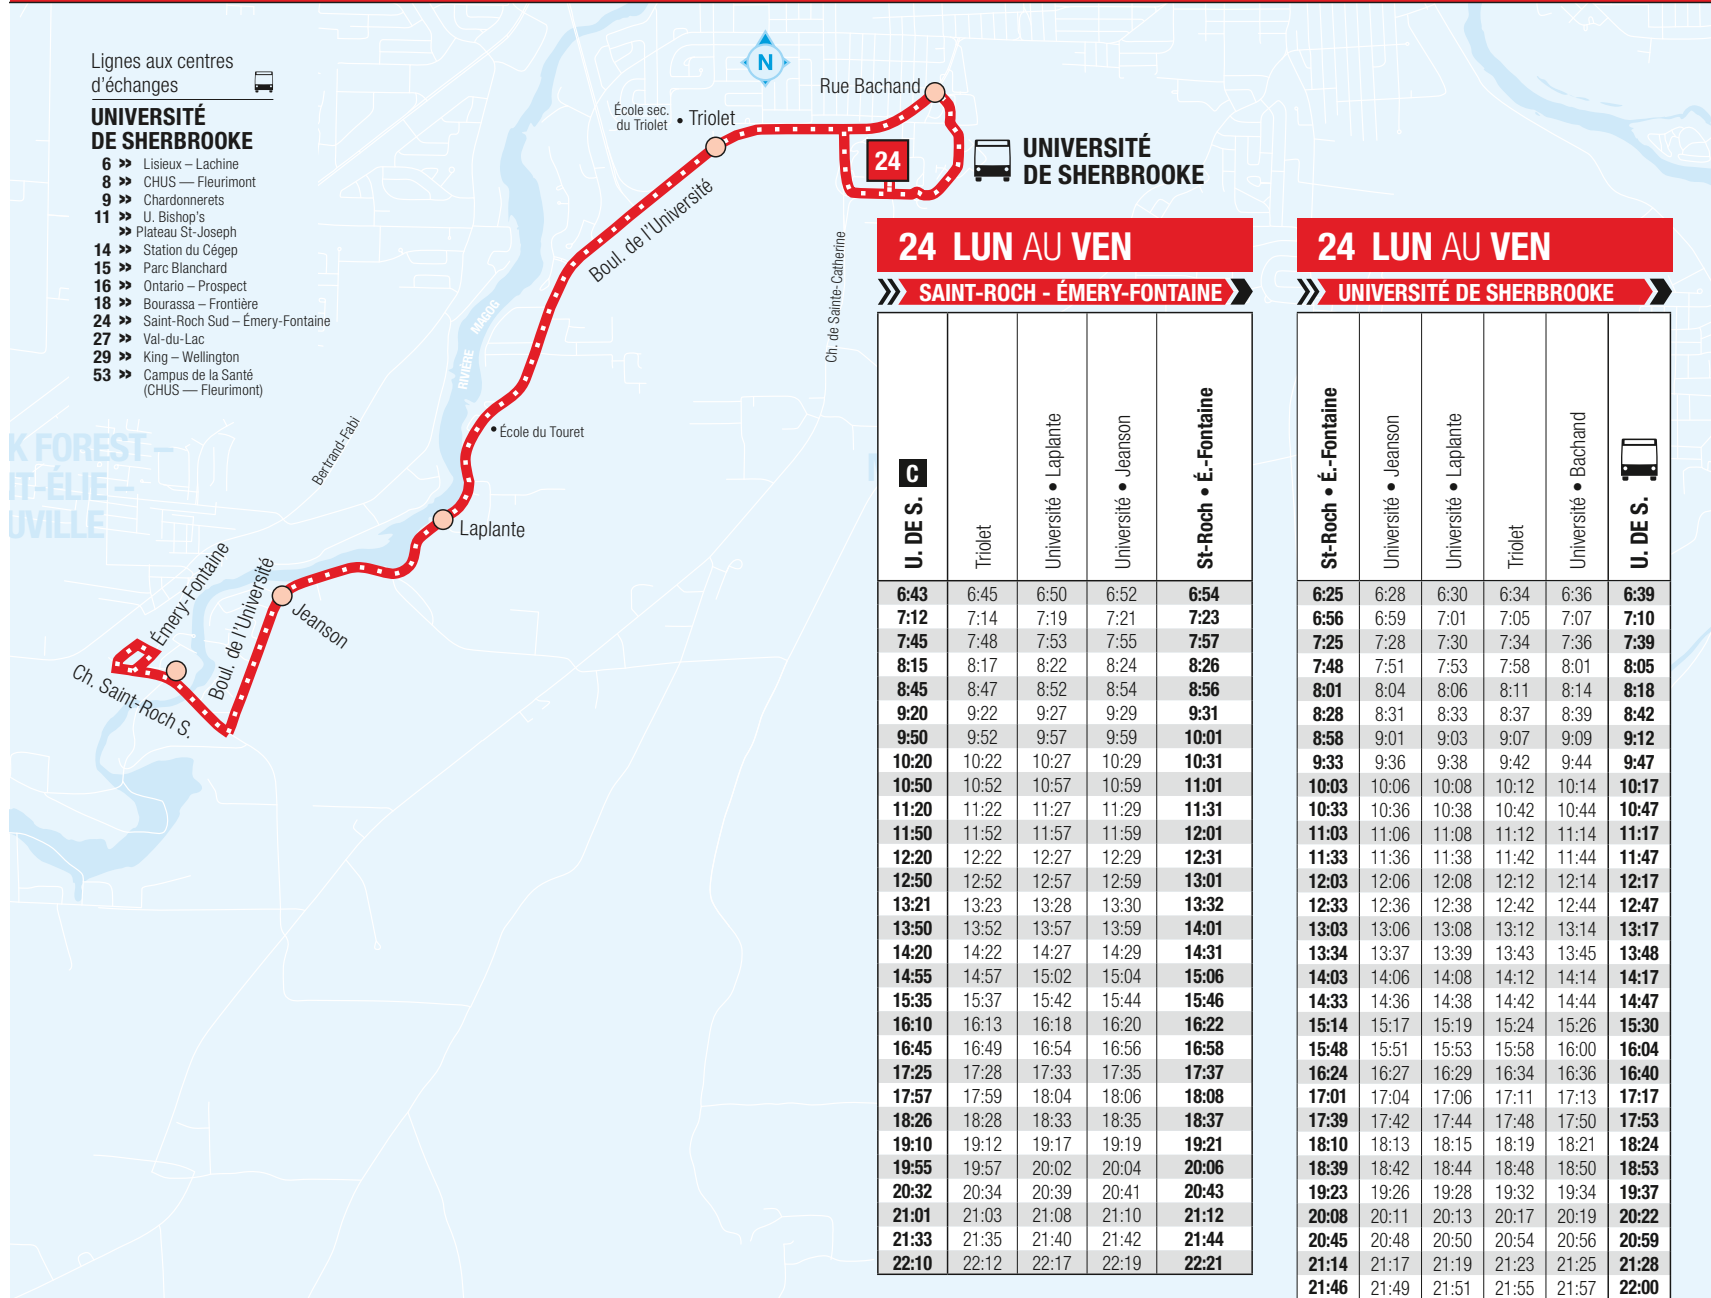 Lignes aux centres
d'échanges
UNIVERSITÉ
DE SHERBROOKE
6 » Lisieux – Lachine
8 » CHUS — Fleurimont
9 » Chardonnerets
11 » U. Bishop's
» Plateau St-Joseph
14 » Station du Cégep
15 » Parc Blanchard
16 » Ontario – Prospect
18 » Bourassa – Frontière
24 » Saint-Roch Sud – Émery-Fontaine
27 » Val-du-Lac
29 » King – Wellington
53 » Campus de la Santé
(CHUS — Fleurimont)
N
Rue Bachand
École sec.
du Triolet • Triolet
24
UNIVERSITÉ
DE SHERBROOKE
Boul. de l'Université
Ch. de Sainte-Catherine
RIVIÈRE MAGOG
• École du Touret
Bertrand-Fabi
K FOREST –
T-ÉLIE –
UVILLE
Laplante
Émery-Fontaine
Boul. de l'Université
Jeanson
Ch. Saint-Roch S.
24 LUN AU VEN
SAINT-ROCH - ÉMERY-FONTAINE
U. DE S. C Triolet Université • Laplante Université • Jeanson St-Roch • É.-Fontaine
6:43 6:45 6:50 6:52 6:54
7:12 7:14 7:19 7:21 7:23
7:45 7:48 7:53 7:55 7:57
8:15 8:17 8:22 8:24 8:26
8:45 8:47 8:52 8:54 8:56
9:20 9:22 9:27 9:29 9:31
9:50 9:52 9:57 9:59 10:01
10:20 10:22 10:27 10:29 10:31
10:50 10:52 10:57 10:59 11:01
11:20 11:22 11:27 11:29 11:31
11:50 11:52 11:57 11:59 12:01
12:20 12:22 12:27 12:29 12:31
12:50 12:52 12:57 12:59 13:01
13:21 13:23 13:28 13:30 13:32
13:50 13:52 13:57 13:59 14:01
14:20 14:22 14:27 14:29 14:31
14:55 14:57 15:02 15:04 15:06
15:35 15:37 15:42 15:44 15:46
16:10 16:13 16:18 16:20 16:22
16:45 16:49 16:54 16:56 16:58
17:25 17:28 17:33 17:35 17:37
17:57 17:59 18:04 18:06 18:08
18:26 18:28 18:33 18:35 18:37
19:10 19:12 19:17 19:19 19:21
19:55 19:57 20:02 20:04 20:06
20:32 20:34 20:39 20:41 20:43
21:01 21:03 21:08 21:10 21:12
21:33 21:35 21:40 21:42 21:44
22:10 22:12 22:17 22:19 22:21
24 LUN AU VEN
UNIVERSITÉ DE SHERBROOKE
St-Roch • É.-Fontaine Université • Jeanson Université • Laplante Triolet Université • Bachand U. DE S.
6:25 6:28 6:30 6:34 6:36 6:39
6:56 6:59 7:01 7:05 7:07 7:10
7:25 7:28 7:30 7:34 7:36 7:39
7:48 7:51 7:53 7:58 8:01 8:05
8:01 8:04 8:06 8:11 8:14 8:18
8:28 8:31 8:33 8:37 8:39 8:42
8:58 9:01 9:03 9:07 9:09 9:12
9:33 9:36 9:38 9:42 9:44 9:47
10:03 10:06 10:08 10:12 10:14 10:17
10:33 10:36 10:38 10:42 10:44 10:47
11:03 11:06 11:08 11:12 11:14 11:17
11:33 11:36 11:38 11:42 11:44 11:47
12:03 12:06 12:08 12:12 12:14 12:17
12:33 12:36 12:38 12:42 12:44 12:47
13:03 13:06 13:08 13:12 13:14 13:17
13:34 13:37 13:39 13:43 13:45 13:48
14:03 14:06 14:08 14:12 14:14 14:17
14:33 14:36 14:38 14:42 14:44 14:47
15:14 15:17 15:19 15:24 15:26 15:30
15:48 15:51 15:53 15:58 16:00 16:04
16:24 16:27 16:29 16:34 16:36 16:40
17:01 17:04 17:06 17:11 17:13 17:17
17:39 17:42 17:44 17:48 17:50 17:53
18:10 18:13 18:15 18:19 18:21 18:24
18:39 18:42 18:44 18:48 18:50 18:53
19:23 19:26 19:28 19:32 19:34 19:37
20:08 20:11 20:13 20:17 20:19 20:22
20:45 20:48 20:50 20:54 20:56 20:59
21:14 21:17 21:19 21:23 21:25 21:28
21:46 21:49 21:51 21:55 21:57 22:00